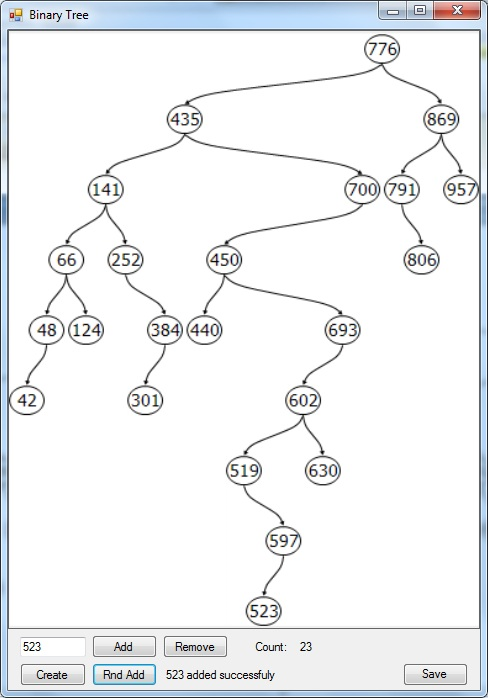 Binary Tree
776
435 869
141 700 791 957
66 252 450 806
48 124 384 440 693
42 301 602
519 630
597
523
523 Add Remove Count: 23
Create Rnd Add 523 added successfuly Save